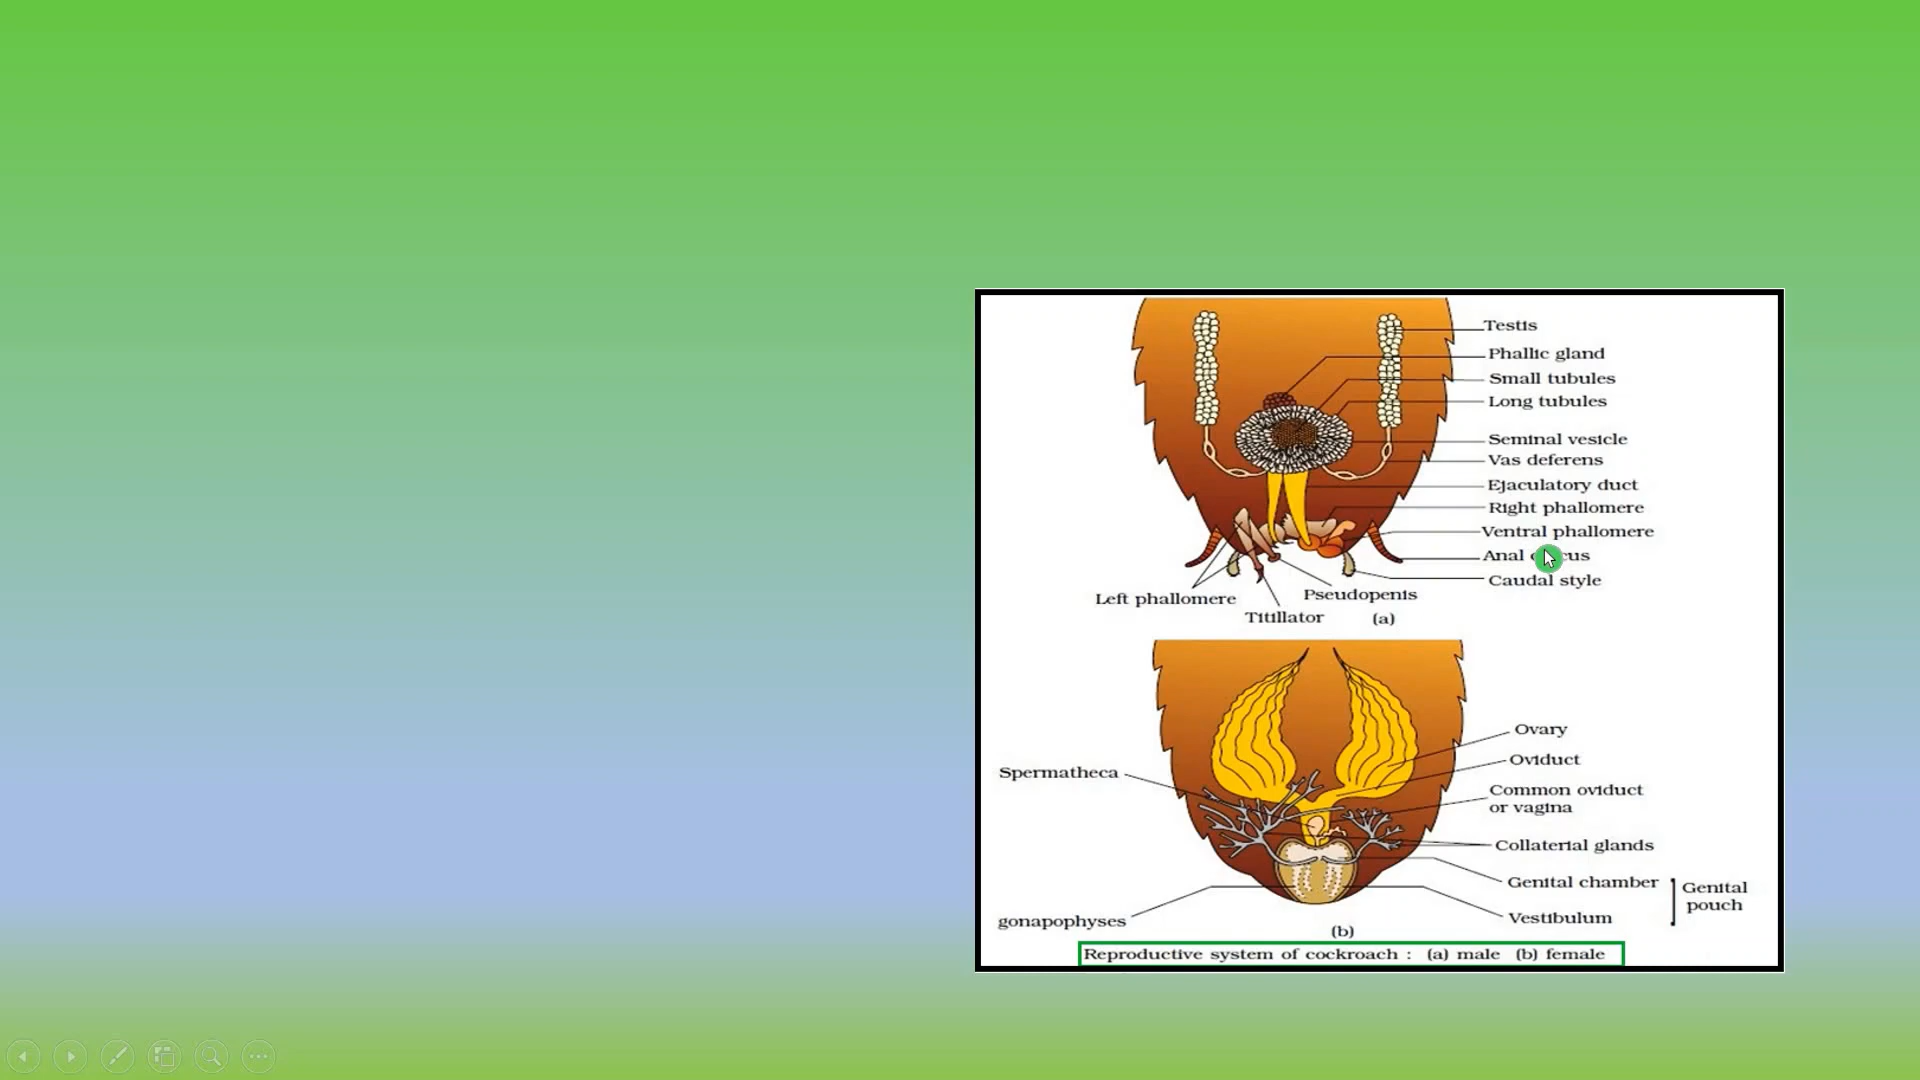 Testis
Phallic gland
Small tubules
Long tubules
Seminal vesicle
Vas deferens
Ejaculatory duct
Right phallomere
Ventral phallomere
Anal
Caudal style
Left phallomere
Pseudopenis
Titillator
(a)
Ovary
Spermatheca
Oviduct
Common oviduct
or vagina
Collaterial glands
Genital chamber
Genital
pouch
gonapophyses
Vestibulum
(b)
Reproductive system of cockroach : (a) male (b) female